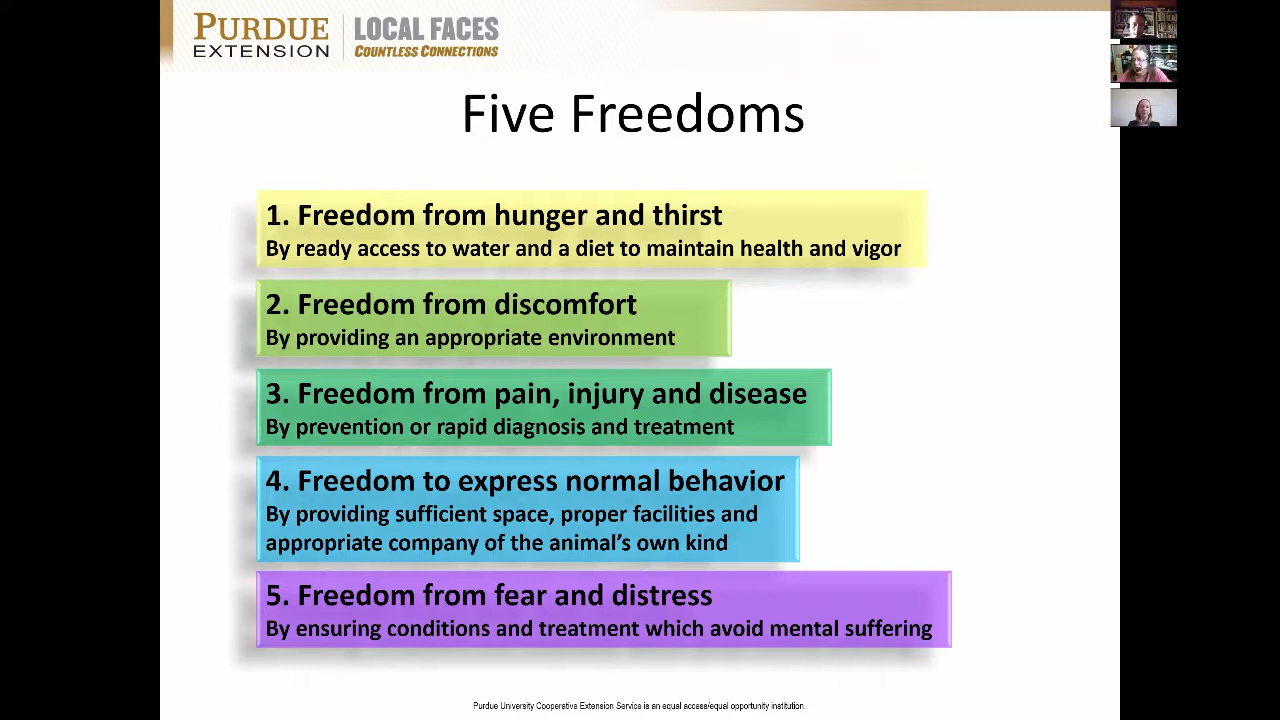 PURDUE
EXTENSION
LOCAL FACES
COUNTLESS CONNECTIONS
Five Freedoms
1. Freedom from hunger and thirst
By ready access to water and a diet to maintain health and vigor
2. Freedom from discomfort
By providing an appropriate environment
3. Freedom from pain, injury and disease
By prevention or rapid diagnosis and treatment
4. Freedom to express normal behavior
By providing sufficient space, proper facilities and
appropriate company of the animal’s own kind
5. Freedom from fear and distress
By ensuring conditions and treatment which avoid mental suffering
Purdue University Cooperative Extension Service is an equal access/equal opportunity institution.